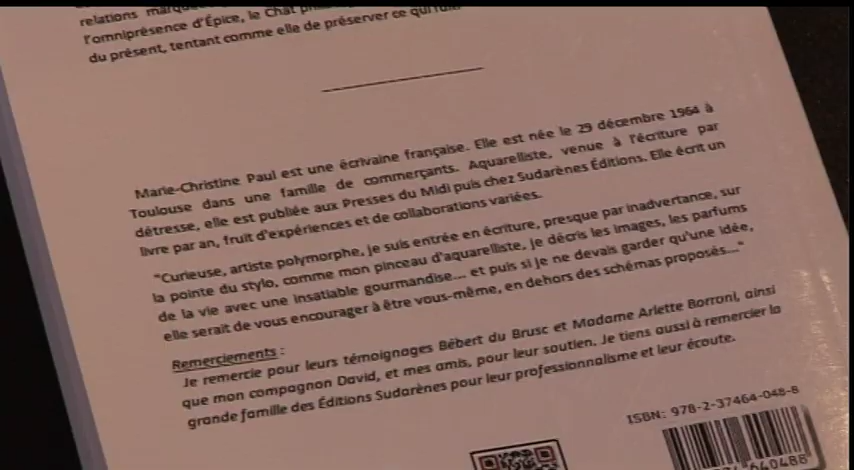 relations
l'omniprésence d'Épice, le Chat
du présent, tentant comme elle de préserver ce qui fuit.
Marie-Christine Paul est une écrivaine française. Elle est née le 29 décembre 1964 à
Toulouse dans une famille de commerçants. Aquarelliste, venue à l'écriture par
détresse, elle est publiée aux Presses du Midi puis chez Sudarènes Éditions. Elle écrit un
livre par an, fruit d'expériences et de collaborations variées.
"Curieuse, artiste polymorphe, je suis entrée en écriture, presque par inadvertance, sur
la pointe du stylo, comme mon pinceau d'aquarelliste, je décris les images, les parfums
de la vie avec une insatiable gourmandise.... et puis si je ne devais garder qu'une idée,
elle serait de vous encourager à être vous-même, en dehors des schémas proposés...."
Remerciements :
Je remercie pour leurs témoignages Bébert du Brusc et Madame Arlette Borroni, ainsi
que mon compagnon David, et mes amis, pour leur soutien. Je tiens aussi à remercier la
grande famille des Éditions Sudarènes pour leur professionnalisme et leur écoute.
ISBN: 978-2-37464-048-8